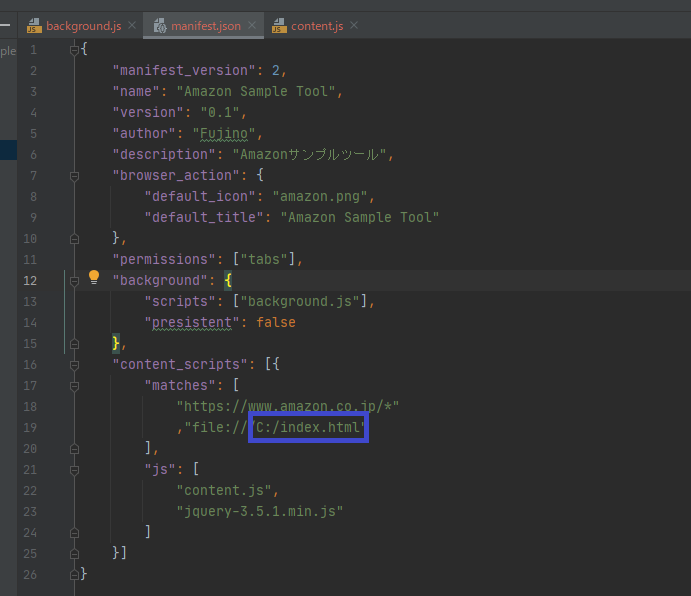 background.js manifest.json content.js
ple
1 {
2 "manifest_version": 2,
3 "name": "Amazon Sample Tool",
4 "version": "0.1",
5 "author": "Fujino",
6 "description": "Amazonサンプルツール",
7 "browser_action": {
8 "default_icon": "amazon.png",
9 "default_title": "Amazon Sample Tool"
10 },
11 "permissions": ["tabs"],
12 "background": {
13 "scripts": ["background.js"],
14 "presistent": false
15 },
16 "content_scripts": [{
17 "matches": [
18 "https://www.amazon.co.jp/*"
19 ,"file:///C:/index.html"
20 ],
21 "js": [
22 "content.js",
23 "jquery-3.5.1.min.js"
24 ]
25 }]
26 }